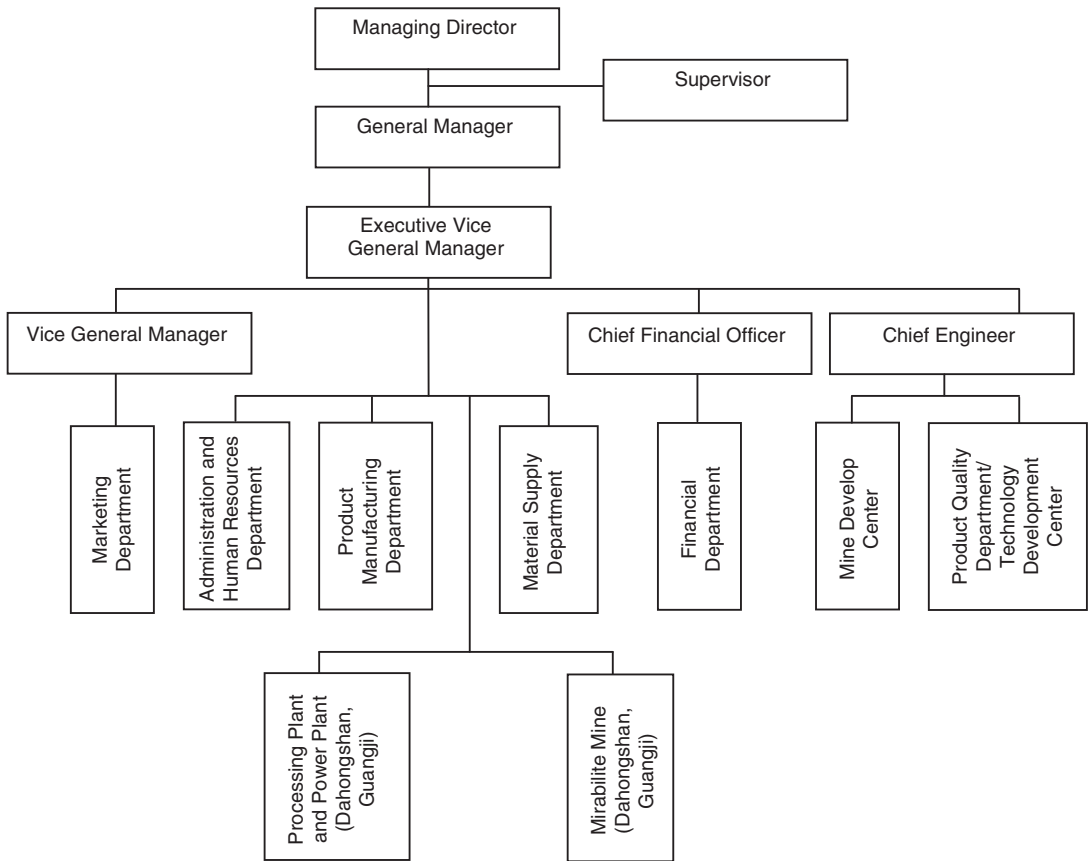 Managing Director
Supervisor
General Manager
Executive Vice
General Manager
Vice General Manager
Chief Financial Officer
Chief Engineer
Marketing
Department
Administration and
Human Resources
Department
Product
Manufacturing
Department
Material Supply
Department
Financial
Department
Mine Develop
Center
Product Quality
Department/
Technology
Development
Center
Processing Plant
and Power Plant
(Dahongshan,
Guangji)
Mirabilite Mine
(Dahongshan,
Guangji)